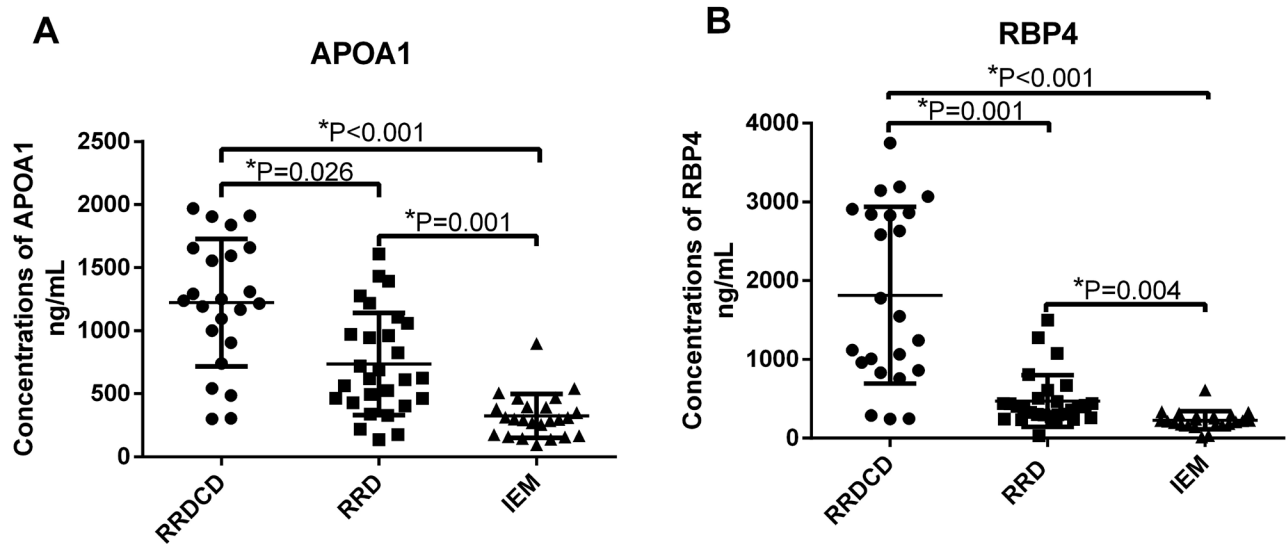 A
APOA1
Concentrations of APOA1
ng/mL
2500
2000
1500
1000
500
0
*P<0.001
*P=0.026
*P=0.001
RRDCD
RRD
IEM
B
RBP4
Concentrations of RBP4
ng/mL
4000
3000
2000
1000
0
*P<0.001
*P=0.001
*P=0.004
RRDCD
RRD
IEM